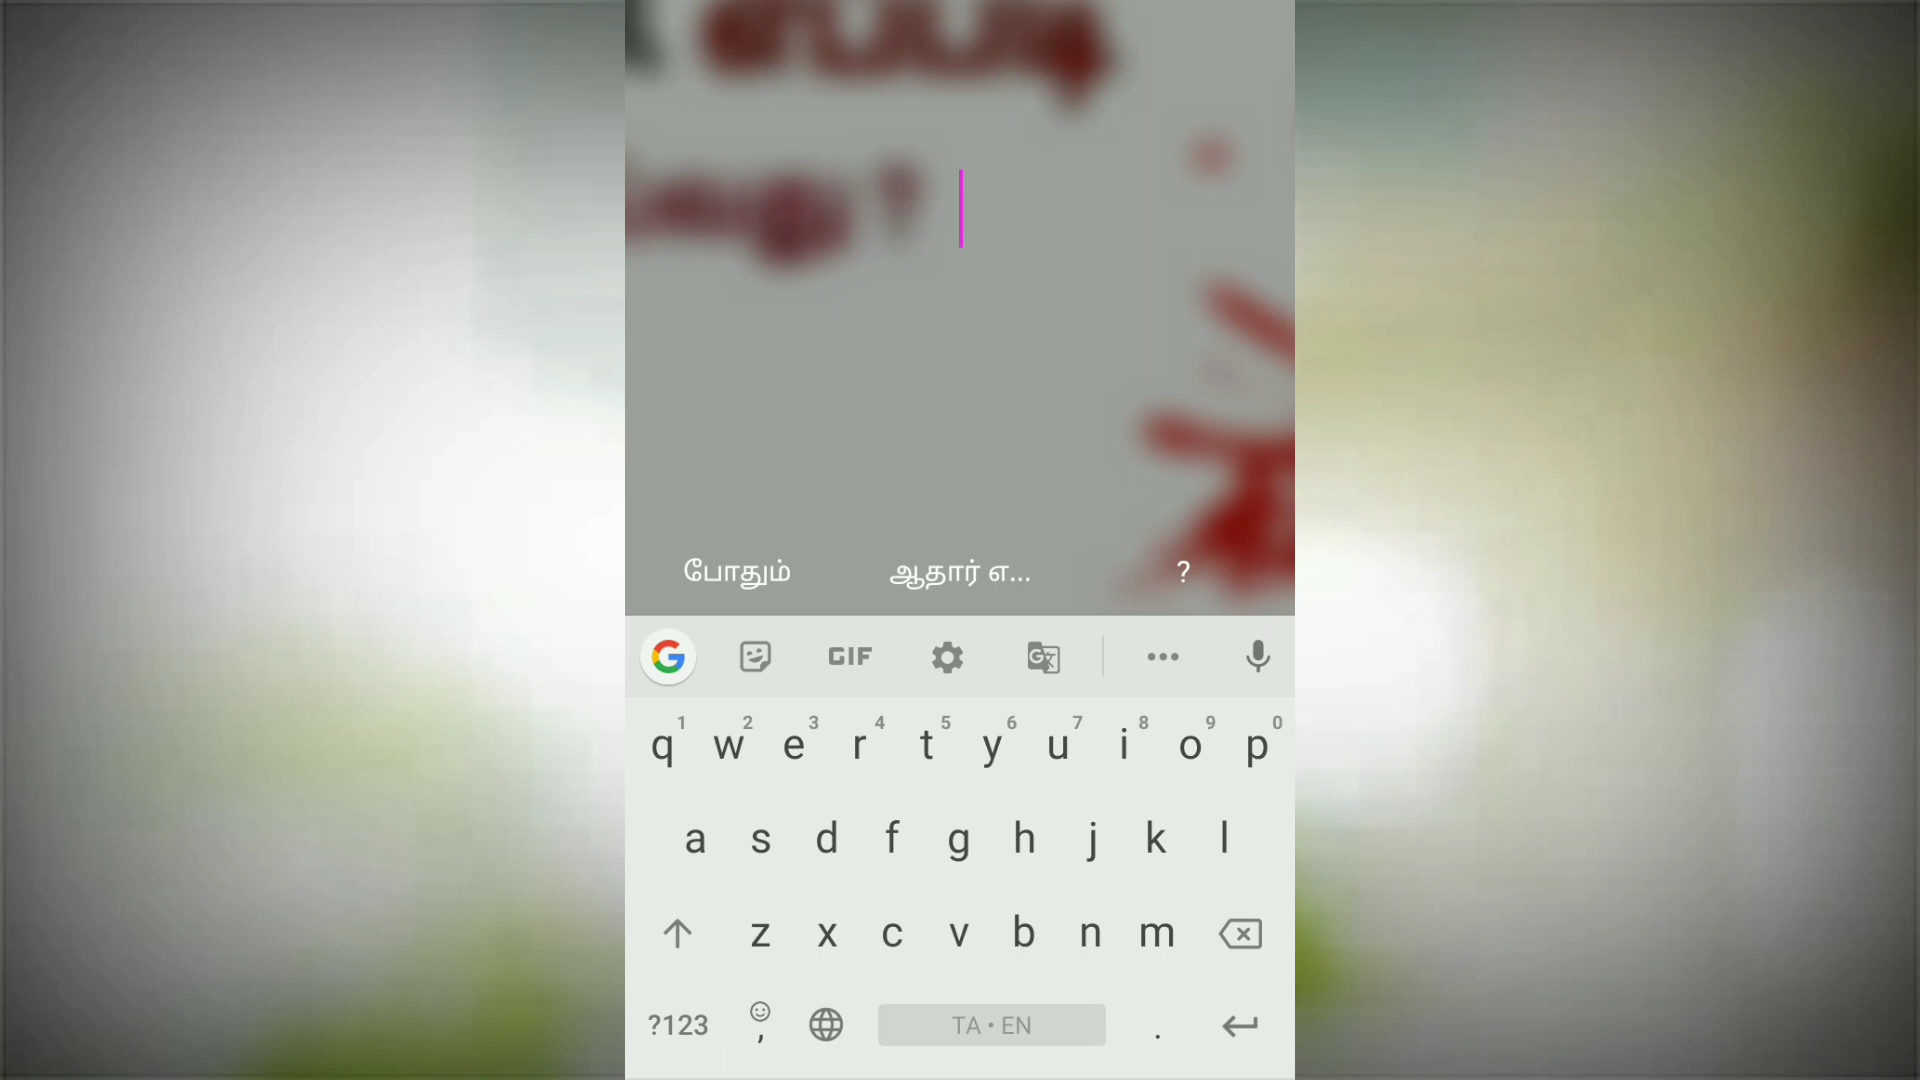 போதும் ஆதார் எ... ?
GIF
1 2 3 4 5 6 7 8 9 0
q w e r t y u i o p
a s d f g h j k l
z x c v b n m
?123 , TA • EN .